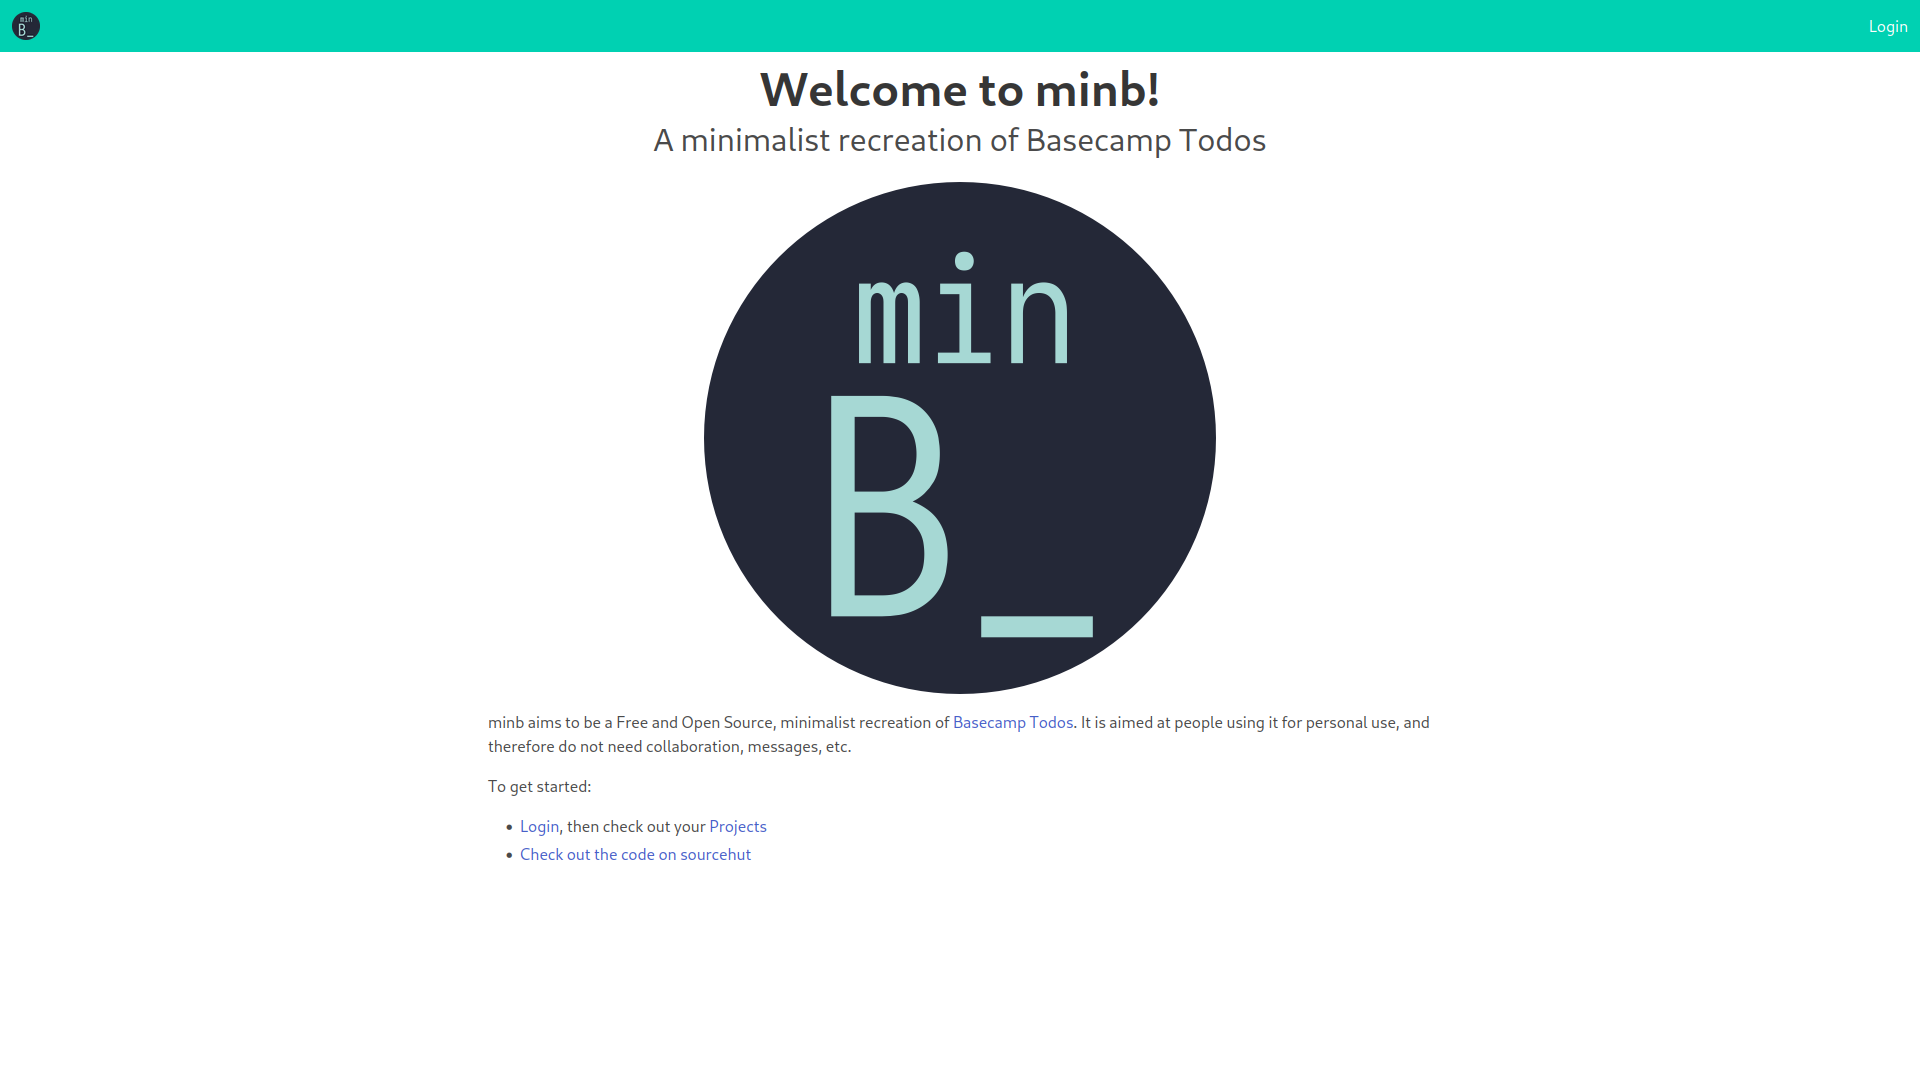 min
B_
Login
Welcome to minb!
A minimalist recreation of Basecamp Todos
min
B_
minb aims to be a Free and Open Source, minimalist recreation of Basecamp Todos. It is aimed at people using it for personal use, and
therefore do not need collaboration, messages, etc.
To get started:
• Login, then check out your Projects
• Check out the code on sourcehut